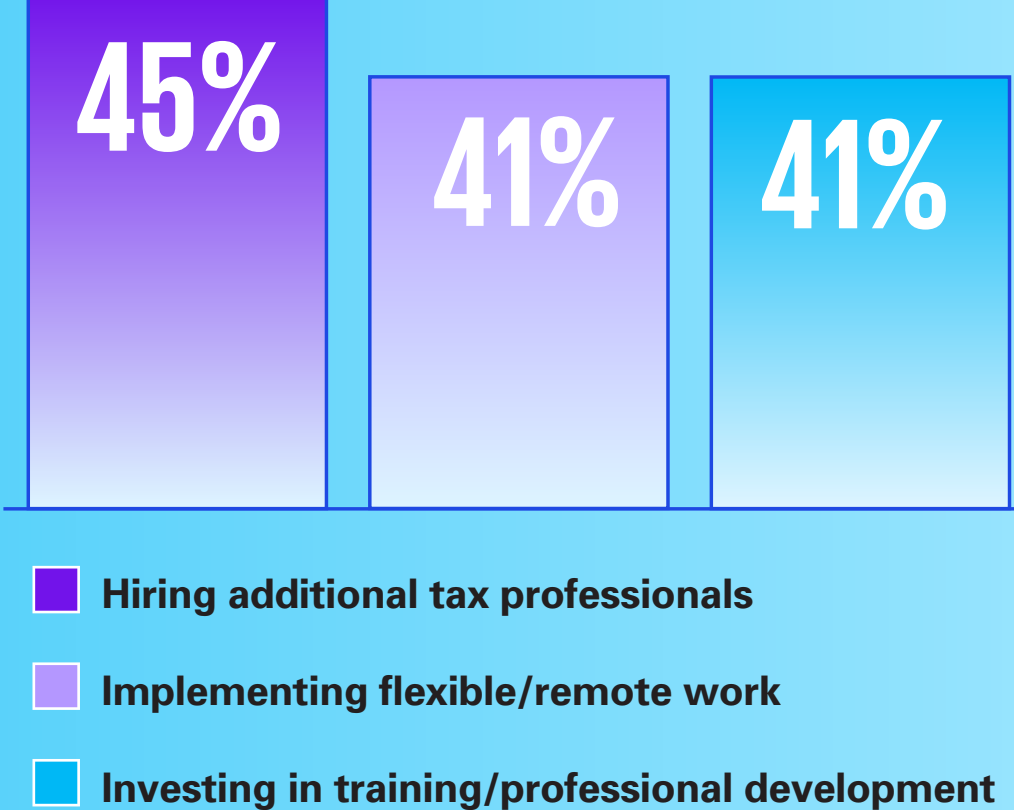 45%
41%
41%
Hiring additional tax professionals
Implementing flexible/remote work
Investing in training/professional development